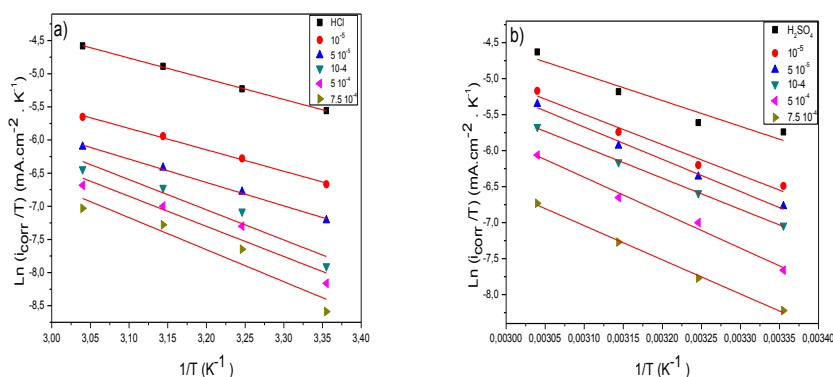 a)
HCl
10⁻⁵
5 10⁻⁵
10-4
5 10⁻⁴
7.5 10⁻⁴
-4,5
-5,0
-5,5
-6,0
-6,5
-7,0
-7,5
-8,0
-8,5
Ln (i_corr /T) (mA.cm⁻² . K⁻¹)
3,00 3,05 3,10 3,15 3,20 3,25 3,30 3,35 3,40
1/T (K⁻¹)
b)
H₂SO₄
10⁻⁵
5 10⁻⁵
10⁻⁴
5 10⁻⁴
7.5 10⁻⁴
-4,5
-5,0
-5,5
-6,0
-6,5
-7,0
-7,5
-8,0
Ln (i_corr /T) (mA.cm⁻² . K⁻¹)
0,00300 0,00305 0,00310 0,00315 0,00320 0,00325 0,00330 0,00335 0,00340
1/T (K⁻¹)